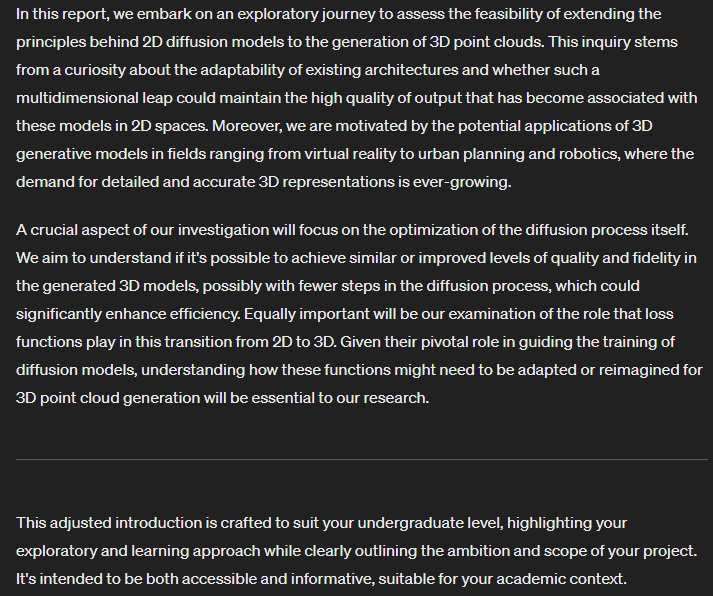 In this report, we embark on an exploratory journey to assess the feasibility of extending the
principles behind 2D diffusion models to the generation of 3D point clouds. This inquiry stems
from a curiosity about the adaptability of existing architectures and whether such a
multidimensional leap could maintain the high quality of output that has become associated with
these models in 2D spaces. Moreover, we are motivated by the potential applications of 3D
generative models in fields ranging from virtual reality to urban planning and robotics, where the
demand for detailed and accurate 3D representations is ever-growing.
A crucial aspect of our investigation will focus on the optimization of the diffusion process itself.
We aim to understand if it's possible to achieve similar or improved levels of quality and fidelity in
the generated 3D models, possibly with fewer steps in the diffusion process, which could
significantly enhance efficiency. Equally important will be our examination of the role that loss
functions play in this transition from 2D to 3D. Given their pivotal role in guiding the training of
diffusion models, understanding how these functions might need to be adapted or reimagined for
3D point cloud generation will be essential to our research.
This adjusted introduction is crafted to suit your undergraduate level, highlighting your
exploratory and learning approach while clearly outlining the ambition and scope of your project.
It's intended to be both accessible and informative, suitable for your academic context.